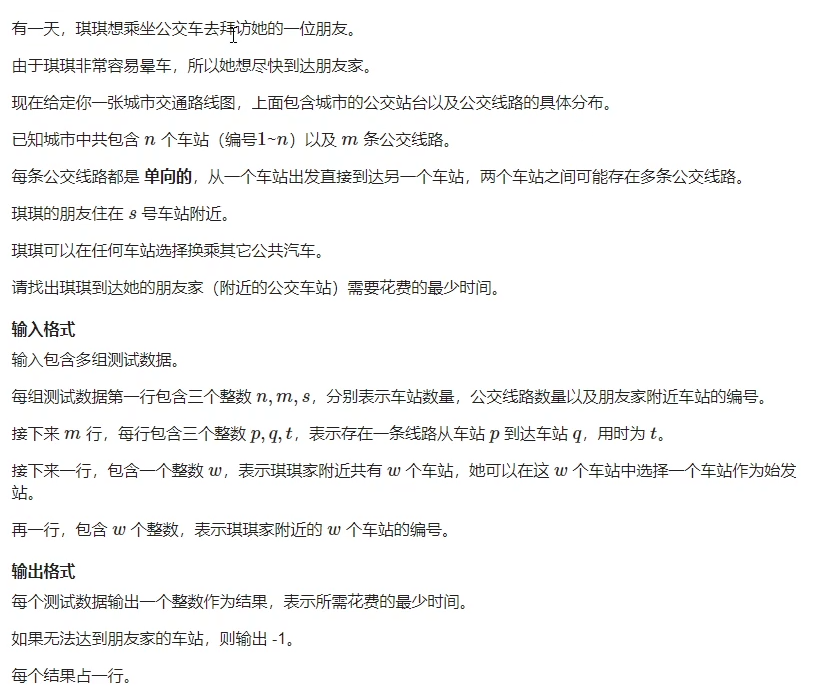 有一天，琪琪想乘坐公交车去拜访她的一位朋友。
由于琪琪非常容易晕车，所以她想尽快到达朋友家。
现在给定你一张城市交通路线图，上面包含城市的公交站台以及公交线路的具体分布。
已知城市中共包含 n 个车站（编号1~n）以及 m 条公交线路。
每条公交线路都是 单向的，从一个车站出发直接到达另一个车站，两个车站之间可能存在多条公交线路。
琪琪的朋友住在 s 号车站附近。
琪琪可以在任何车站选择换乘其它公共汽车。
请找出琪琪到达她的朋友家（附近的公交车站）需要花费的最少时间。
输入格式
输入包含多组测试数据。
每组测试数据第一行包含三个整数 n, m, s，分别表示车站数量，公交线路数量以及朋友家附近车站的编号。
接下来 m 行，每行包含三个整数 p, q, t，表示存在一条线路从车站 p 到达车站 q，用时为 t。
接下来一行，包含一个整数 w，表示琪琪家附近共有 w 个车站，她可以在这 w 个车站中选择一个车站作为始发
站。
再一行，包含 w 个整数，表示琪琪家附近的 w 个车站的编号。
输出格式
每个测试数据输出一个整数作为结果，表示所需花费的最少时间。
如果无法达到朋友家的车站，则输出 -1。
每个结果占一行。